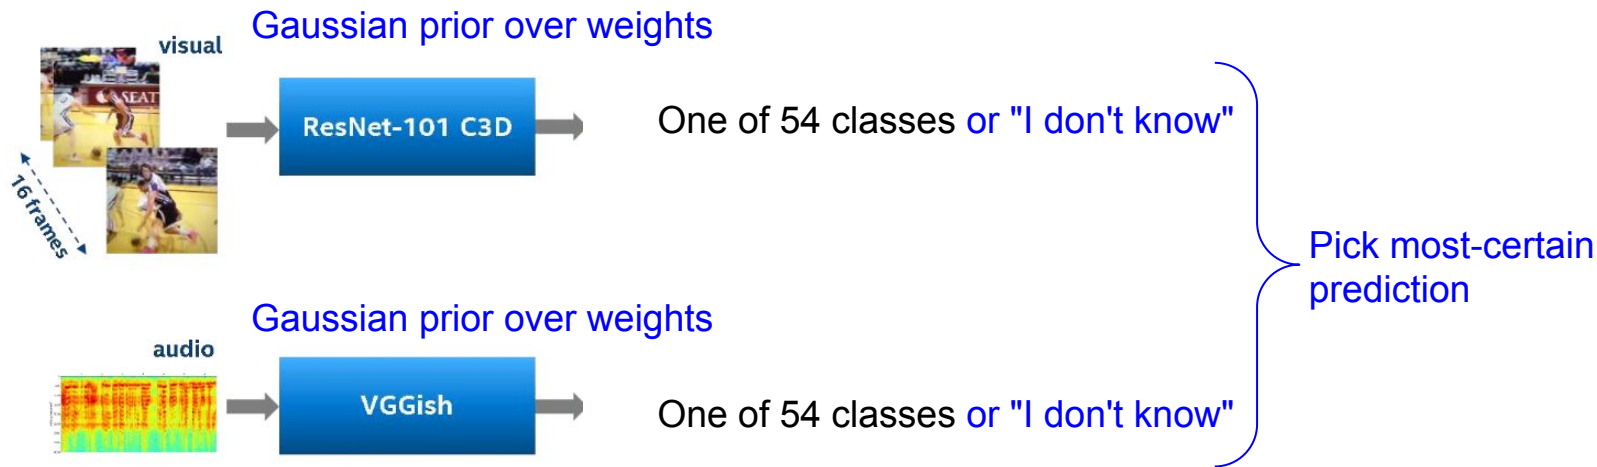 Gaussian prior over weights
visual
SEAT
ResNet-101 C3D
One of 54 classes or "I don't know"
16 frames
Pick most-certain
prediction
Gaussian prior over weights
audio
VGGish
One of 54 classes or "I don't know"